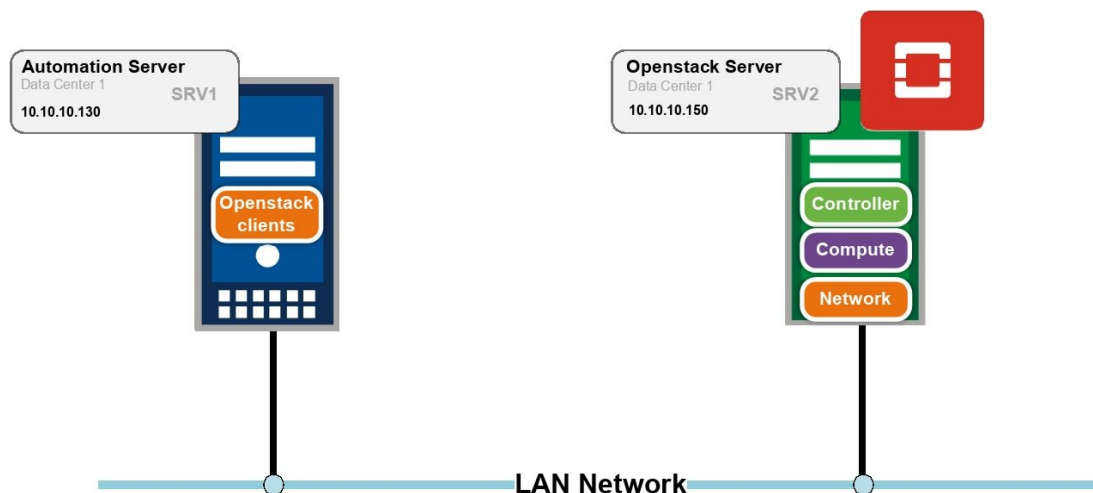 Automation Server
Data Center 1
SRV1
10.10.10.130
Openstack
clients
Openstack Server
Data Center 1
SRV2
10.10.10.150
Controller
Compute
Network
LAN Network